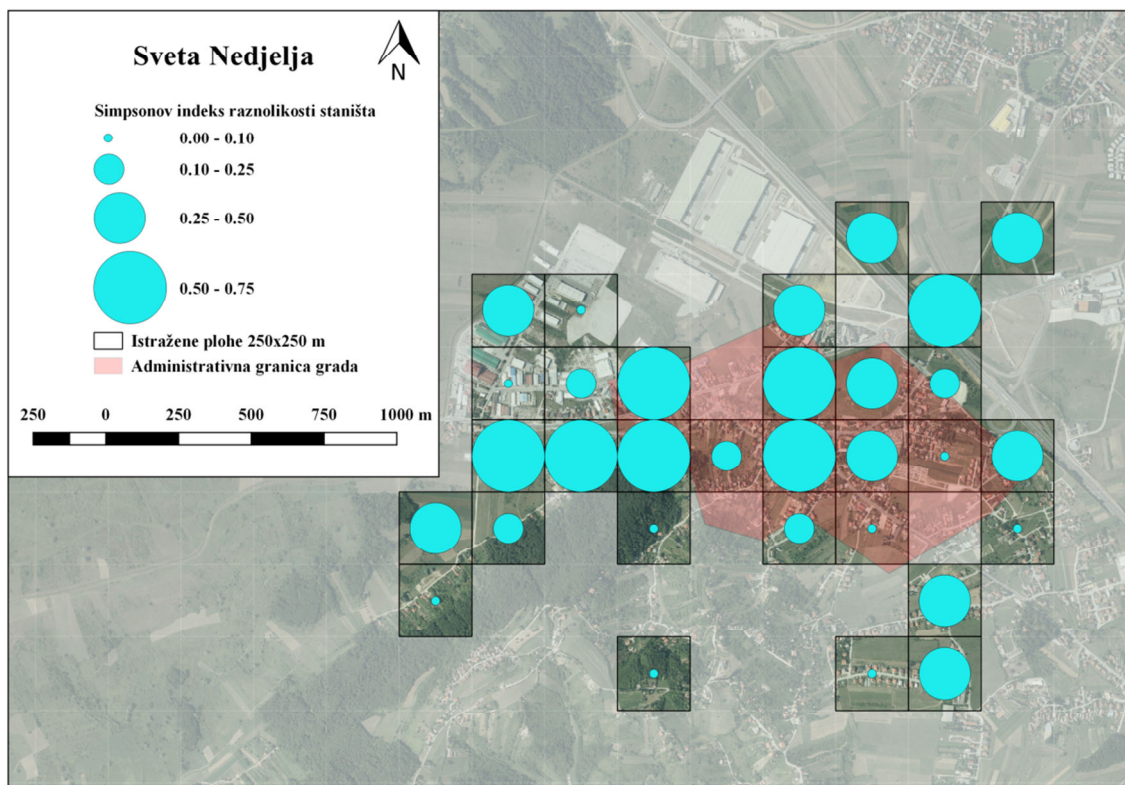 Sveta Nedjelja
N
Simpsonov indeks raznolikosti staništa
0.00 - 0.10
0.10 - 0.25
0.25 - 0.50
0.50 - 0.75
Istražene plohe 250x250 m
Administrativna granica grada
250 0 250 500 750 1000 m